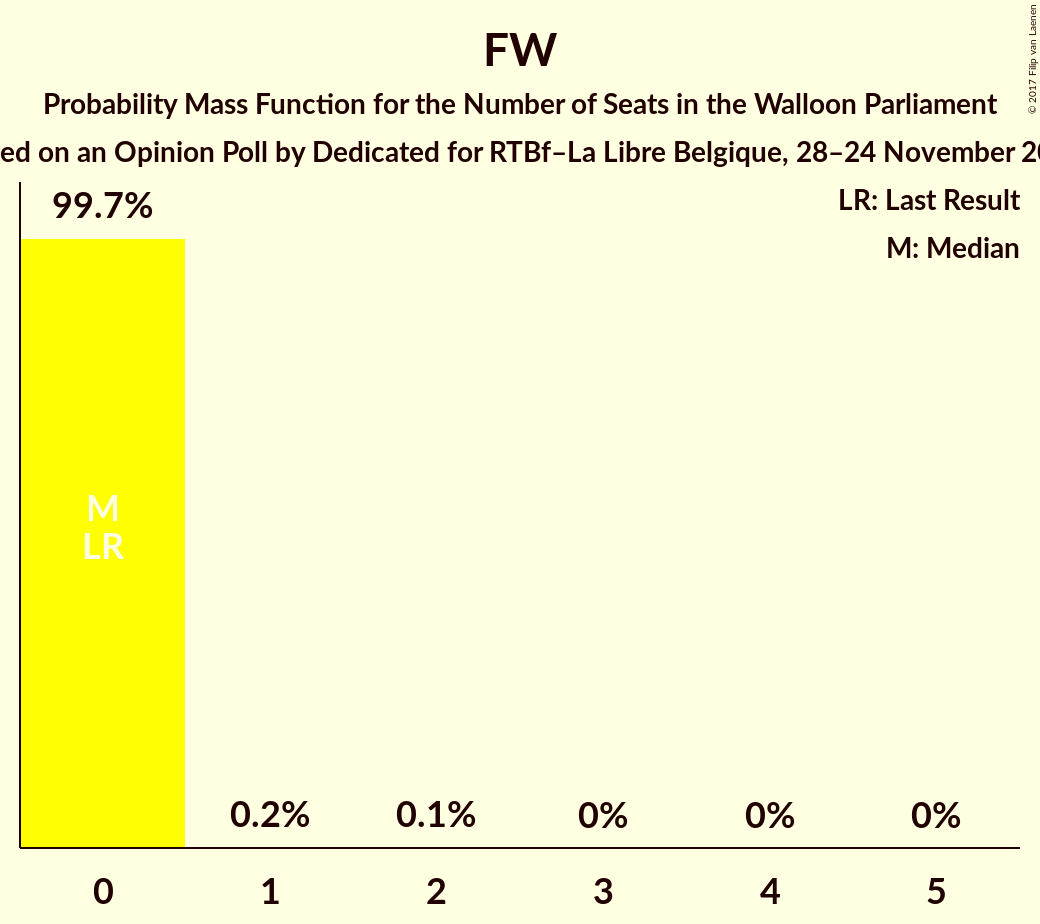 FW
Probability Mass Function for the Number of Seats in the Walloon Parliament
on an Opinion Poll by Dedicated for RTBf–La Libre Belgique, 28–24 November
© 2017 Filip van Laenen
LR: Last Result
M: Median
99.7%
M
LR
0.2%
0.1%
0%
0%
0%
0
1
2
3
4
5